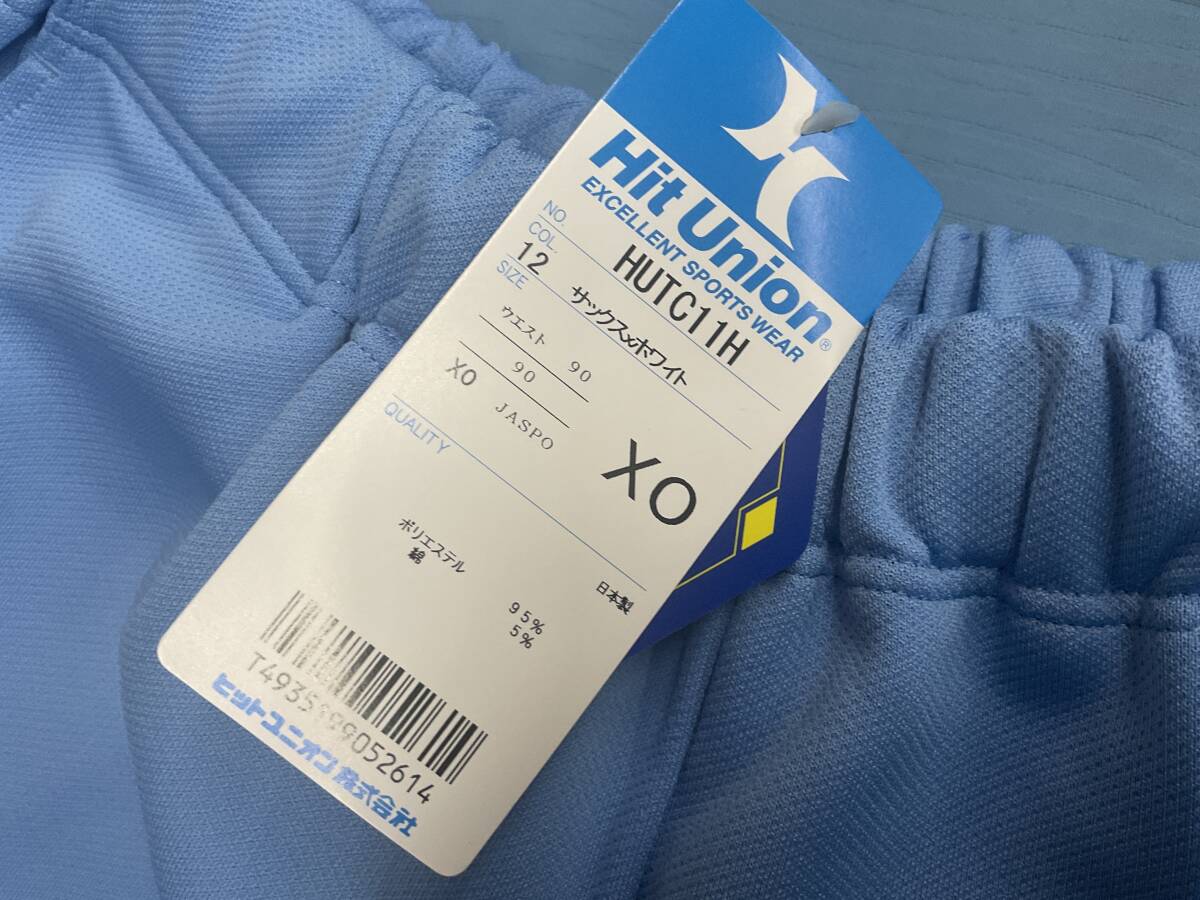 Hit Union®
EXCELLENT SPORTS WEAR
NO. HUTC11H
COL.
12 サックスxホワイト
SIZE
ウエスト 90
90
XO JASPO
XO
QUALITY
日本製
ポリエステル 95%
綿 5%
ヒットユニオン株式会社